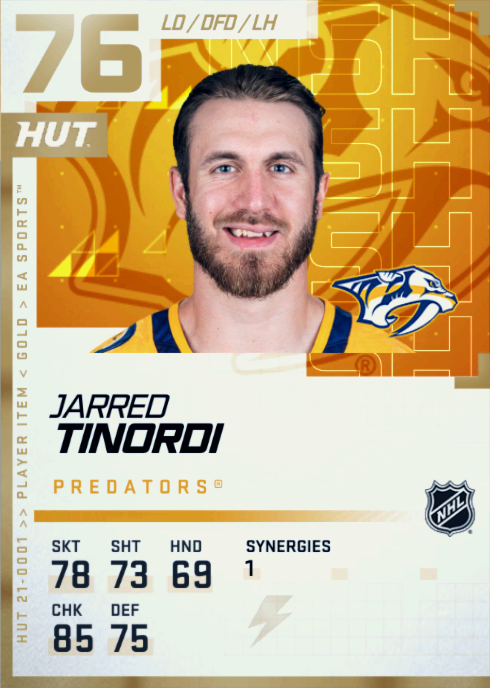 76
LD / DFD / LH
HUT
HUT 21-0001 >> PLAYER ITEM < GOLD > EA SPORTS™
JARRED
TINORDI
PREDATORS®
NHL
SKT SHT HND SYNERGIES
78 73 69 1
CHK DEF
85 75